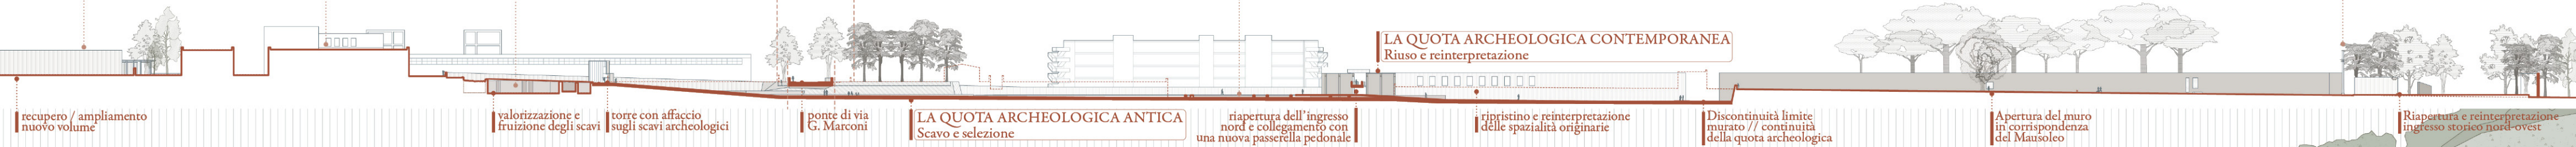 recupero / ampliamento
nuovo volume
valorizzazione e
fruizione degli scavi
torre con affaccio
sugli scavi archeologici
ponte di via
G. Marconi
LA QUOTA ARCHEOLOGICA ANTICA
Scavo e selezione
riapertura dell'ingresso
nord e collegamento con
una nuova passerella pedonale
LA QUOTA ARCHEOLOGICA CONTEMPORANEA
Riuso e reinterpretazione
ripristino e reinterpretazione
delle spazialità originarie
Discontinuità limite
murato // continuità
della quota archeologica
Apertura del muro
in corrispondenza
del Mausoleo
Riapertura e reinterpretazione
ingresso storico nord-ovest